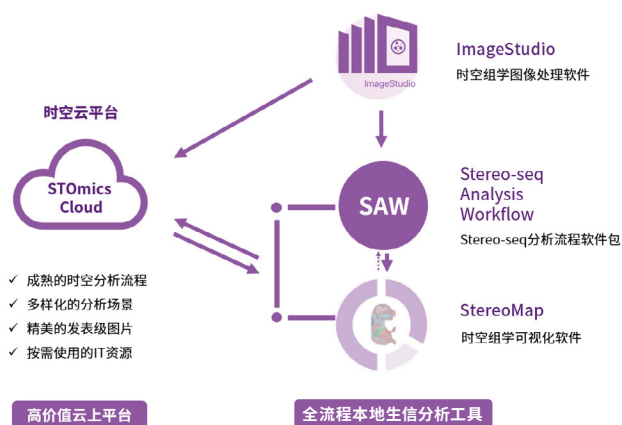 ImageStudio
ImageStudio
时空组学图像处理软件
时空云平台
STOmics
Cloud
SAW
Stereo-seq
Analysis
Workflow
Stereo-seq分析流程软件包
✓ 成熟的时空分析流程
✓ 多样化的分析场景
✓ 精美的发表级图片
✓ 按需使用的IT资源
StereoMap
时空组学可视化软件
高价值云上平台
全流程本地生信分析工具